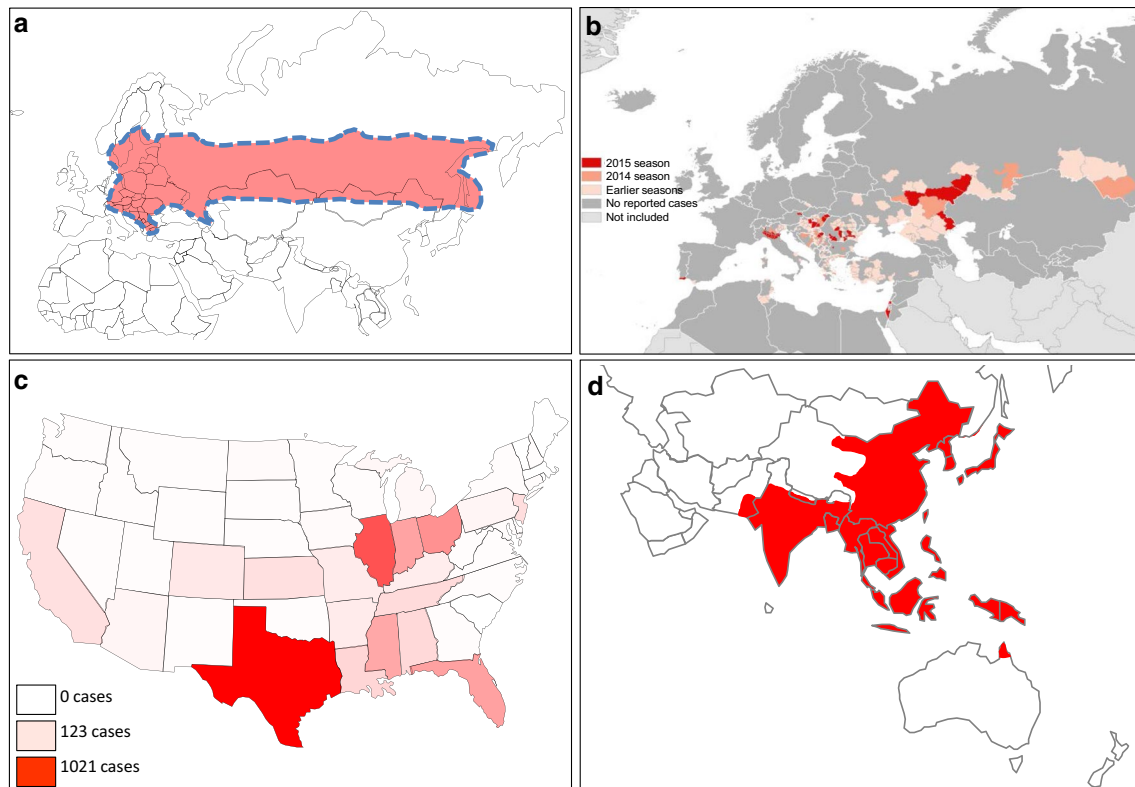 a
b
2015 season
2014 season
Earlier seasons
No reported cases
Not included
c
0 cases
123 cases
1021 cases
d